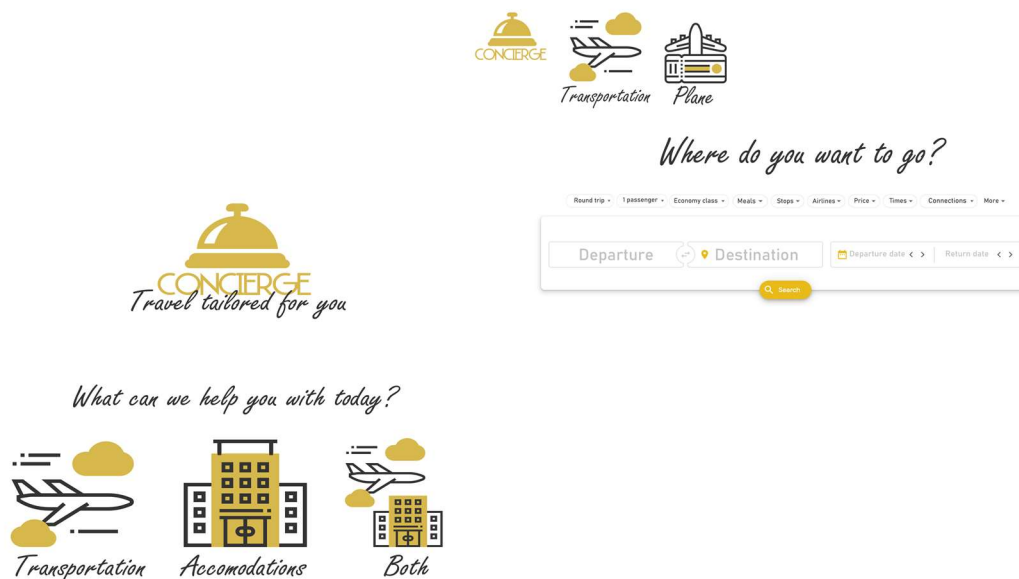 CONCIERGE
Travel tailored for you
What can we help you with today?
Transportation Accomodations Both
CONCIERGE
Transportation Plane
Where do you want to go?
Round trip 1 passenger Economy class Meals Stops Airlines Price Times Connections More
Departure Destination Departure date Return date
Search